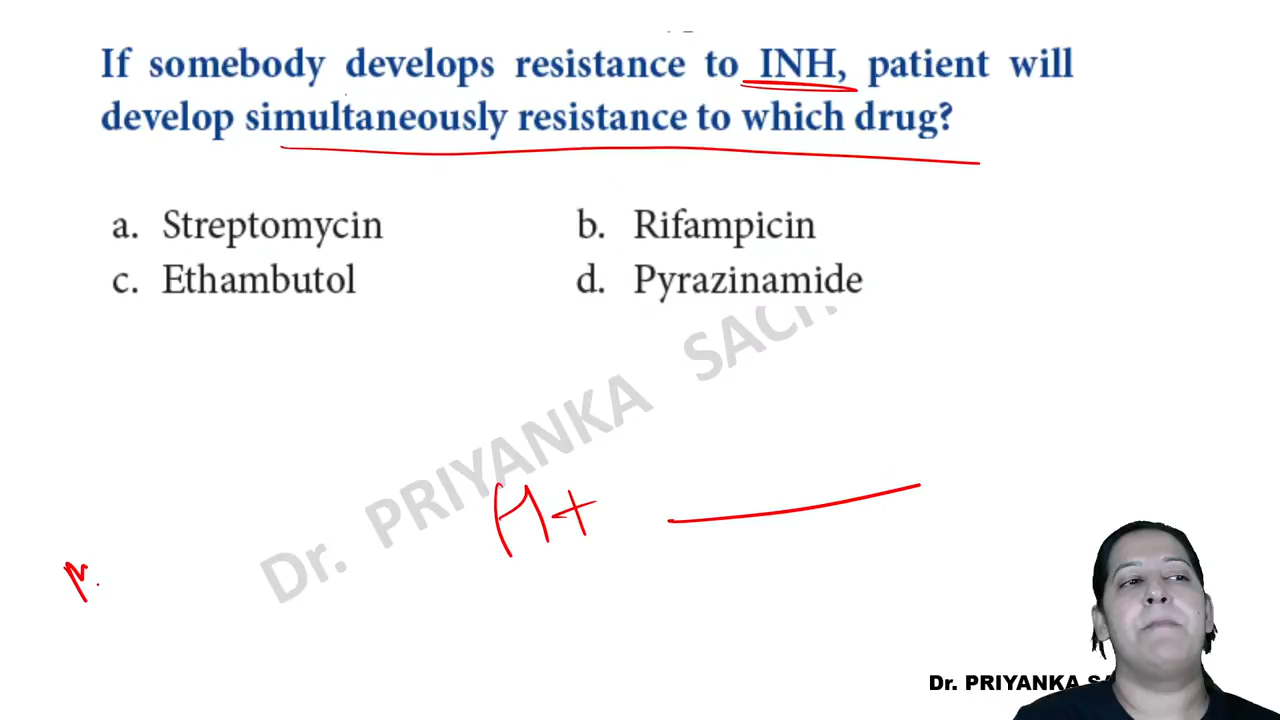 If somebody develops resistance to INH, patient will
develop simultaneously resistance to which drug?
a. Streptomycin
b. Rifampicin
c. Ethambutol
d. Pyrazinamide
Dr. PRIYANKA SACH
H+
Dr. PRIYANKA SA